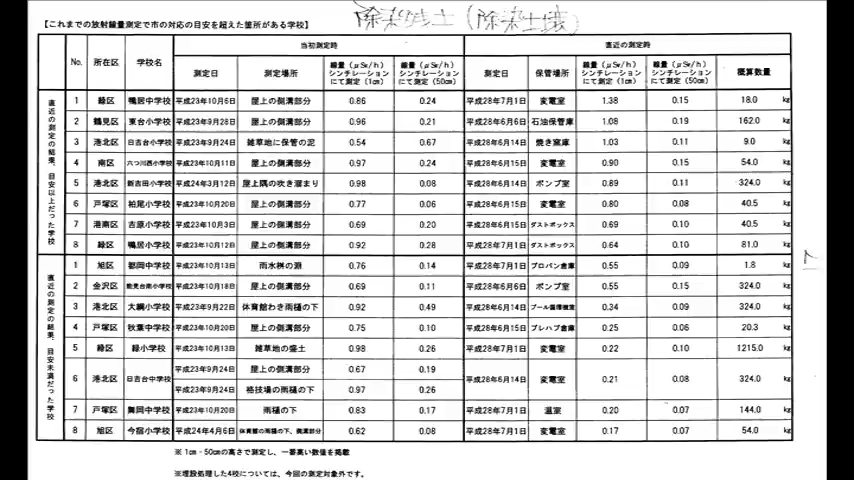 除染残土(除染土壌)
【これまでの放射線量測定で市の対応の目安を超えた箇所がある学校】
当初測定時 直近の測定時
No. 所在区 学校名 測定日 測定場所 線量(μSv/h)シンチレーションにて測定(1cm) 線量(μSv/h)シンチレーションにて測定(50cm) 測定日 保管場所 線量(μSv/h)シンチレーションにて測定(1cm) 線量(μSv/h)シンチレーションにて測定(50cm) 概算数量
直近の測定の結果、目安以上だった学校
1 緑区 鴨居中学校 平成23年10月6日 屋上の側溝部分 0.86 0.24 平成28年7月1日 変電室 1.38 0.15 18.0 kg
2 鶴見区 東台小学校 平成23年9月28日 屋上の側溝部分 0.96 0.21 平成28年6月6日 石油保管庫 1.08 0.19 162.0 kg
3 港北区 日吉台小学校 平成23年9月24日 雑草地に保管の泥 0.54 0.67 平成28年6月14日 焼き窯庫 1.03 0.11 9.0 kg
4 南区 六つ川西小学校 平成23年10月11日 屋上の側溝部分 0.97 0.24 平成28年6月15日 変電室 0.90 0.15 54.0 kg
5 港北区 新吉田小学校 平成24年3月12日 屋上隅の吹き溜まり 0.98 0.08 平成28年6月14日 ポンプ室 0.89 0.11 324.0 kg
6 戸塚区 柏尾小学校 平成23年10月20日 屋上の側溝部分 0.77 0.06 平成28年6月15日 変電室 0.80 0.08 40.5 kg
7 港南区 吉原小学校 平成23年10月3日 屋上の側溝部分 0.69 0.20 平成28年6月15日 ダストボックス 0.69 0.10 40.5 kg
8 緑区 鴨居小学校 平成23年10月12日 屋上の側溝部分 0.92 0.28 平成28年7月1日 ダストボックス 0.64 0.10 81.0 kg
直近の測定の結果、目安未満だった学校
1 旭区 都岡中学校 平成23年10月13日 雨水桝の淵 0.76 0.14 平成28年7月1日 プロパン倉庫 0.55 0.09 1.8 kg
2 金沢区 能見台南小学校 平成23年10月18日 屋上の側溝部分 0.69 0.11 平成28年6月6日 ポンプ室 0.55 0.15 324.0 kg
3 港北区 大綱小学校 平成23年9月22日 体育館わき雨樋の下 0.92 0.49 平成28年6月14日 プール循環機室 0.34 0.09 324.0 kg
4 戸塚区 秋葉中学校 平成23年10月20日 屋上の側溝部分 0.75 0.10 平成28年6月15日 プレハブ倉庫 0.25 0.06 20.3 kg
5 緑区 緑小学校 平成23年10月13日 雑草地の盛土 0.98 0.26 平成28年7月1日 変電室 0.22 0.10 1215.0 kg
6 港北区 日吉台中学校 平成23年9月24日 屋上の側溝部分 0.67 0.19 平成28年6月14日 変電室 0.21 0.08 324.0 kg
平成23年9月24日 格技場の雨樋の下 0.97 0.26
7 戸塚区 舞岡中学校 平成23年10月20日 雨樋の下 0.83 0.17 平成28年7月1日 温室 0.20 0.07 144.0 kg
8 旭区 今宿小学校 平成24年4月6日 体育館の雨樋の下、側溝部分 0.62 0.08 平成28年7月1日 変電室 0.17 0.07 54.0 kg
※1cm・50cmの高さで測定し、一番高い数値を掲載
※埋設処理した4校については、今回の測定対象外です。